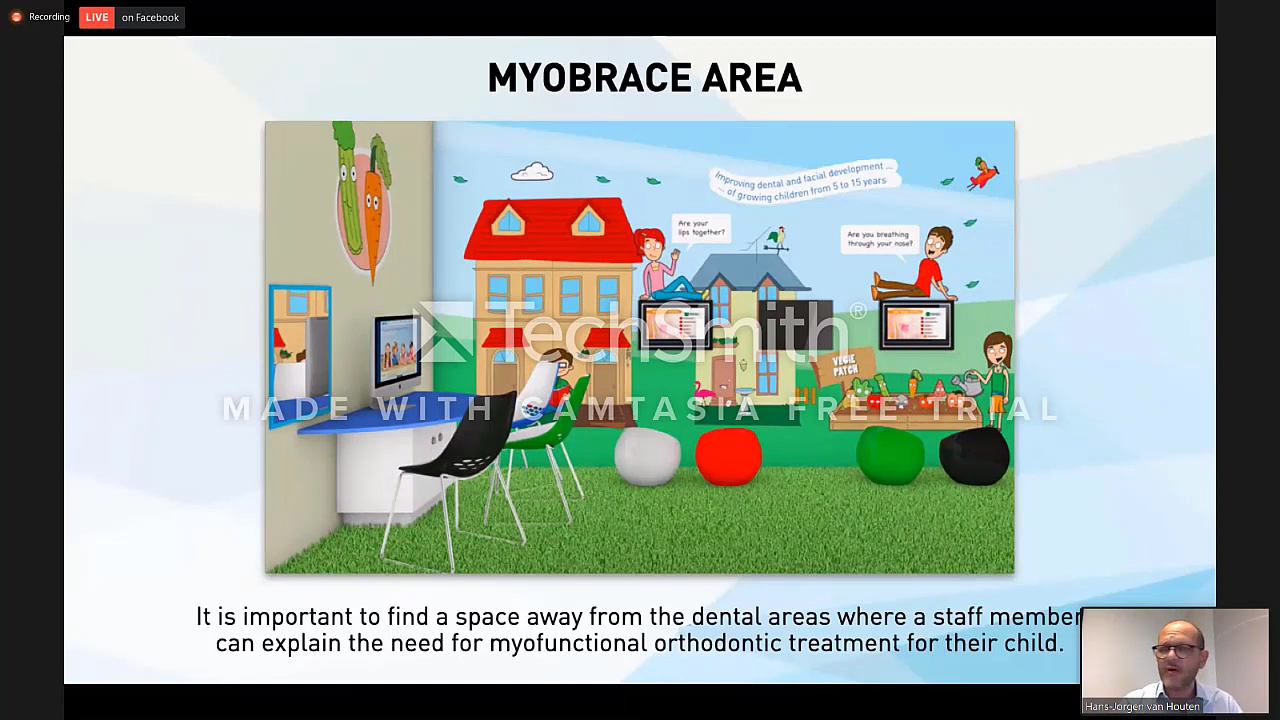 Recording
LIVE on Facebook
MYOBRACE AREA
Improving dental and facial development ...
... of growing children from 5 to 15 years
Are your
lips together?
Are you breathing
through your nose?
TechSmith®
VEGIE
PATCH
MADE WITH CAMTASIA FREE TRIAL
It is important to find a space away from the dental areas where a staff member
can explain the need for myofunctional orthodontic treatment for their child.
Hans-Jorgen van Houten